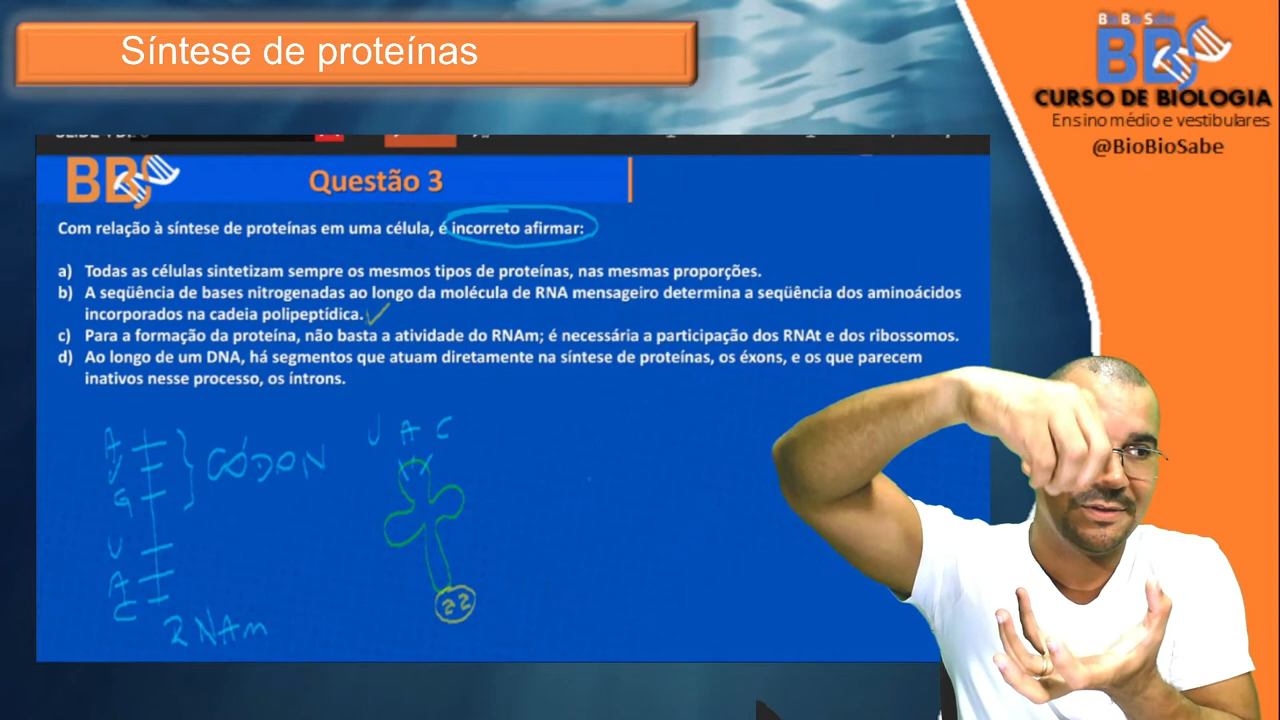 Síntese de proteínas
Bio Bio Sabe
BBS
CURSO DE BIOLOGIA
Ensino médio e vestibulares
@BioBioSabe
BBS
Questão 3
Com relação à síntese de proteínas em uma célula, é incorreto afirmar:
a) Todas as células sintetizam sempre os mesmos tipos de proteínas, nas mesmas proporções.
b) A seqüência de bases nitrogenadas ao longo da molécula de RNA mensageiro determina a seqüência dos aminoácidos
incorporados na cadeia polipeptídica.
c) Para a formação da proteína, não basta a atividade do RNAm; é necessária a participação dos RNAt e dos ribossomos.
d) Ao longo de um DNA, há segmentos que atuam diretamente na síntese de proteínas, os éxons, e os que parecem
inativos nesse processo, os íntrons.
A
U
G
CÓDON
U
A
C
RNAm
U A C